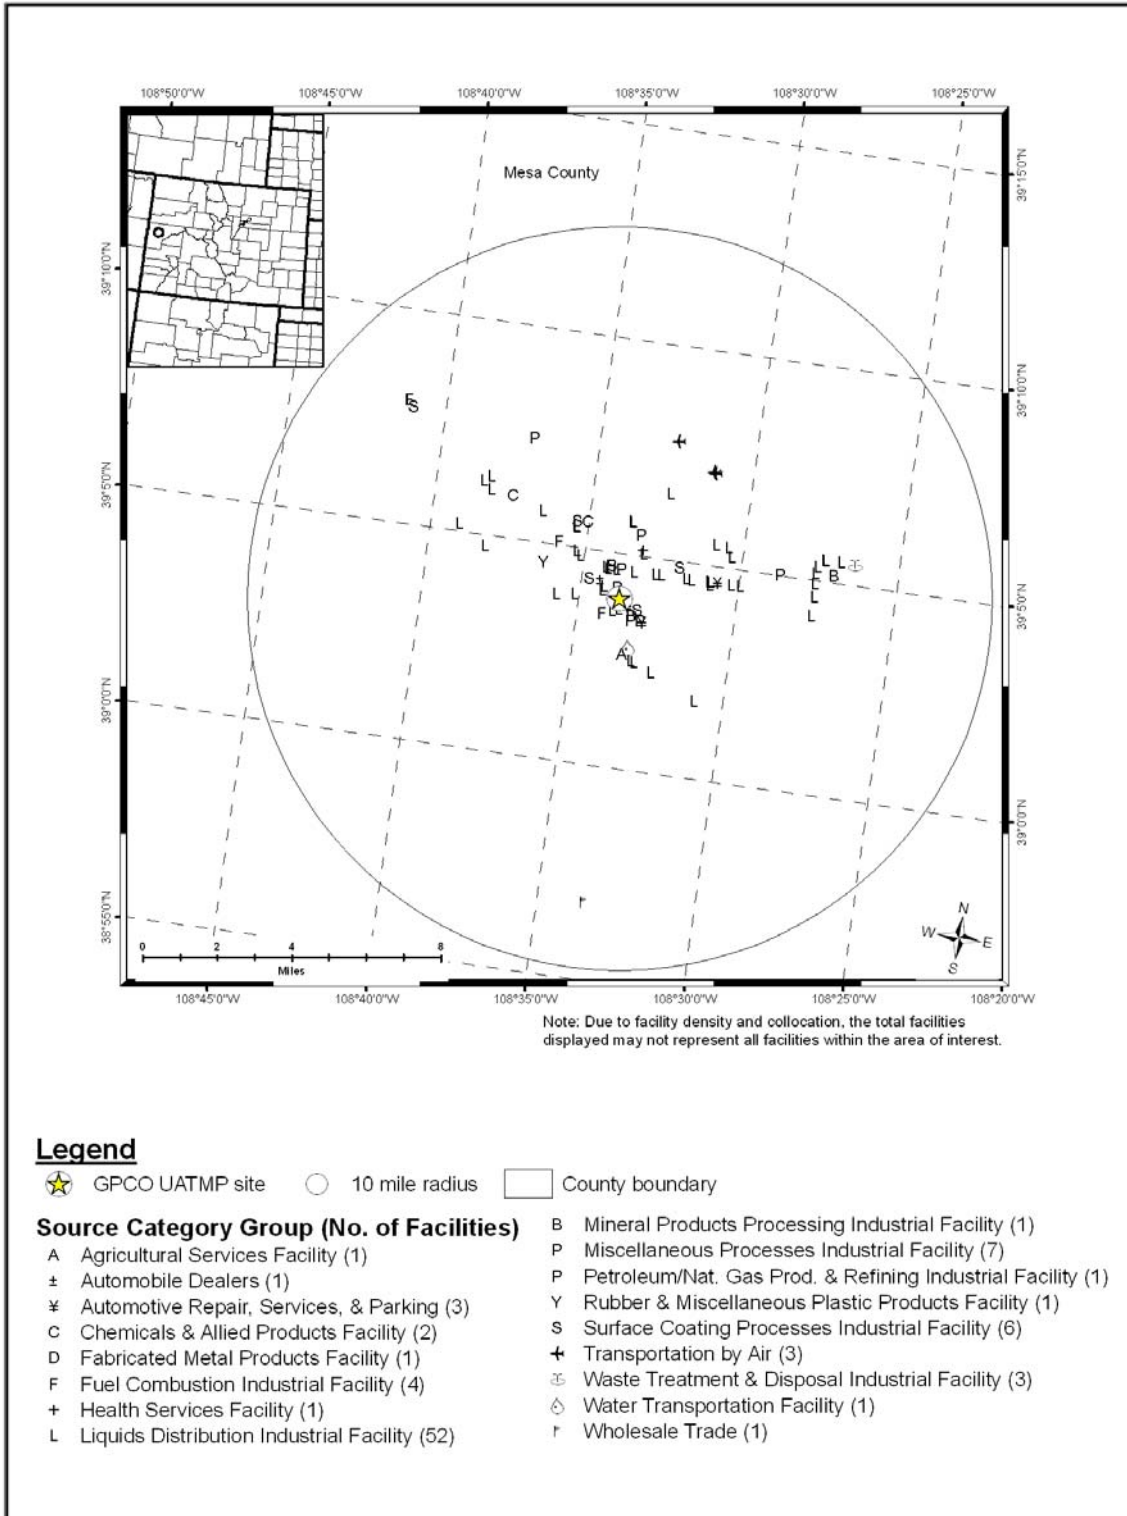 108°50'0"W 108°45'0"W 108°40'0"W 108°35'0"W 108°30'0"W 108°25'0"W
Mesa County
39°15'0"N
39°10'0"N
39°10'0"N
39°5'0"N
39°5'0"N
39°0'0"N
39°0'0"N
38°55'0"N
N
W E
S
0 2 4 8
Miles
108°45'0"W 108°40'0"W 108°35'0"W 108°30'0"W 108°25'0"W 108°20'0"W
Note: Due to facility density and collocation, the total facilities
displayed may not represent all facilities within the area of interest.
Legend
GPCO UATMP site 10 mile radius County boundary
Source Category Group (No. of Facilities)
A Agricultural Services Facility (1)
± Automobile Dealers (1)
¥ Automotive Repair, Services, & Parking (3)
C Chemicals & Allied Products Facility (2)
D Fabricated Metal Products Facility (1)
F Fuel Combustion Industrial Facility (4)
+ Health Services Facility (1)
L Liquids Distribution Industrial Facility (52)
B Mineral Products Processing Industrial Facility (1)
P Miscellaneous Processes Industrial Facility (7)
P Petroleum/Nat. Gas Prod. & Refining Industrial Facility (1)
Y Rubber & Miscellaneous Plastic Products Facility (1)
S Surface Coating Processes Industrial Facility (6)
Transportation by Air (3)
Waste Treatment & Disposal Industrial Facility (3)
Water Transportation Facility (1)
Wholesale Trade (1)